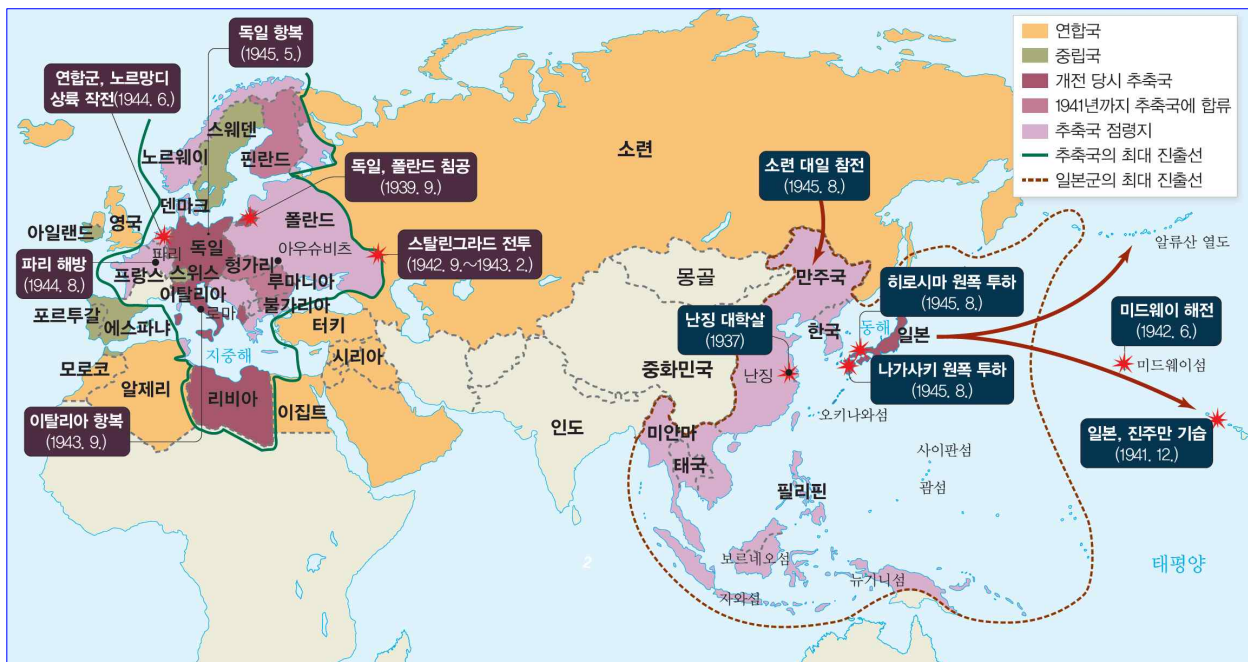 연합국
중립국
개전 당시 추축국
1941년까지 추축국에 합류
추축국 점령지
추축국의 최대 진출선
일본군의 최대 진출선
독일 항복
(1945. 5.)
연합군, 노르망디
상륙 작전(1944. 6.)
독일, 폴란드 침공
(1939. 9.)
스탈린그라드 전투
(1942. 9.~1943. 2.)
파리 해방
(1944. 8.)
이탈리아 항복
(1943. 9.)
소련 대일 참전
(1945. 8.)
히로시마 원폭 투하
(1945. 8.)
난징 대학살
(1937)
나가사키 원폭 투하
(1945. 8.)
미드웨이 해전
(1942. 6.)
일본, 진주만 기습
(1941. 12.)
스웨덴
노르웨이
핀란드
덴마크
영국
아일랜드
폴란드
독일
아우슈비츠
파리
헝가리
프랑스
스위스
루마니아
이탈리아
불가리아
로마
포르투갈
에스파냐
터키
지중해
시리아
모로코
알제리
리비아
이집트
소련
몽골
만주국
한국
동해
일본
중화민국
난징
인도
미얀마
태국
필리핀
오키나와섬
사이판섬
괌섬
보르네오섬
자와섬
뉴기니섬
알류산 열도
미드웨이섬
태평양
2